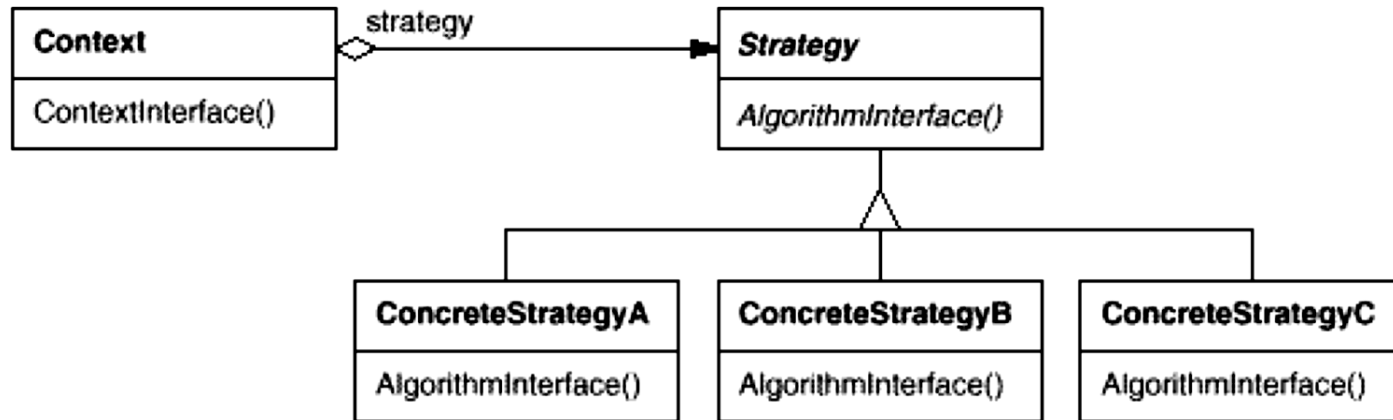 Context
ContextInterface()
strategy
Strategy
AlgorithmInterface()
ConcreteStrategyA
AlgorithmInterface()
ConcreteStrategyB
AlgorithmInterface()
ConcreteStrategyC
AlgorithmInterface()